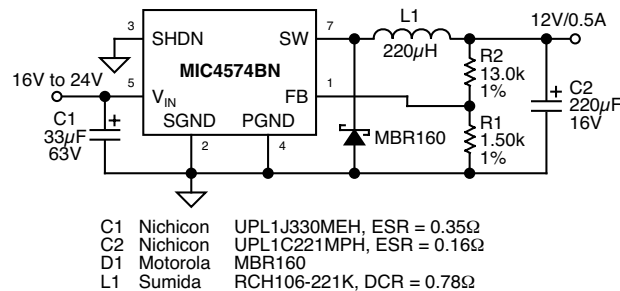 L1
12V/0.5A
3
SHDN
SW
7
220µH
R2
13.0k
1%
MIC4574BN
16V to 24V
5
VIN
FB
1
C1
33µF
63V
+
SGND
PGND
2
4
MBR160
R1
1.50k
1%
+
C2
220µF
16V
C1 Nichicon UPL1J330MEH, ESR = 0.35Ω
C2 Nichicon UPL1C221MPH, ESR = 0.16Ω
D1 Motorola MBR160
L1 Sumida RCH106-221K, DCR = 0.78Ω